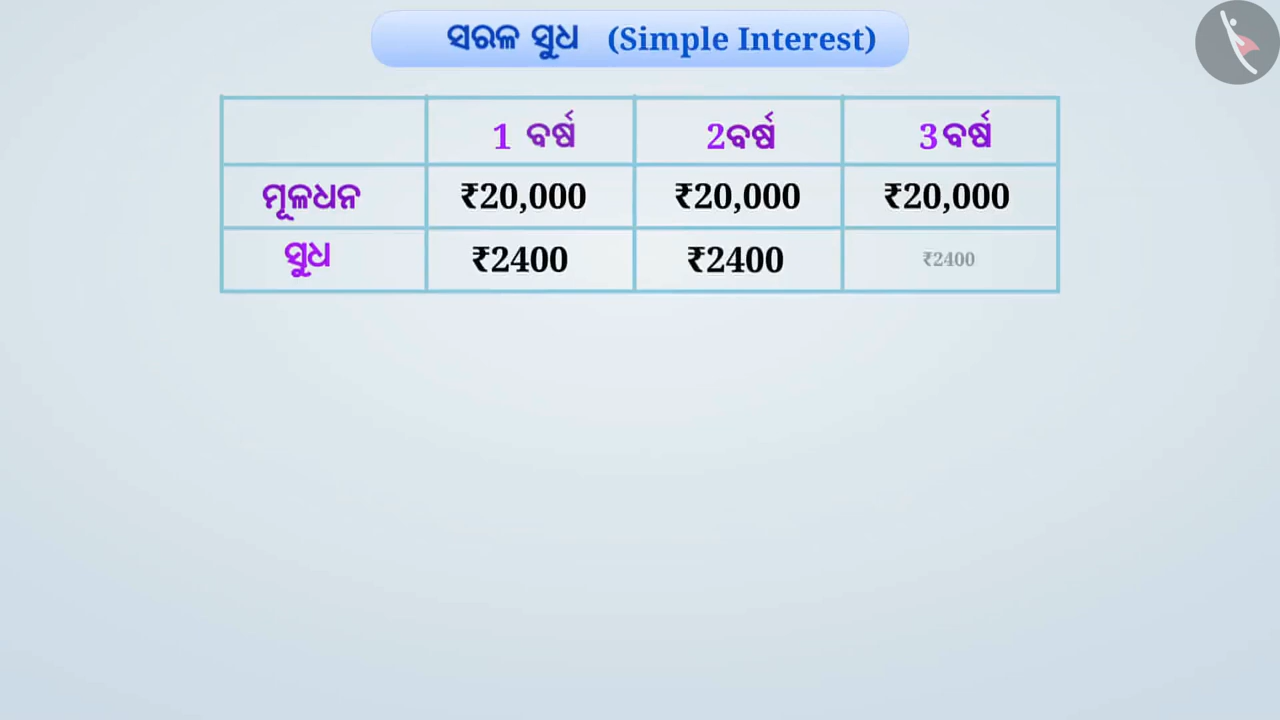 ସରଳ ସୁଧ (Simple Interest)
1 ବର୍ଷ 2ବର୍ଷ 3ବର୍ଷ
ମୂଳଧନ ₹20,000 ₹20,000 ₹20,000
ସୁଧ ₹2400 ₹2400 ₹2400